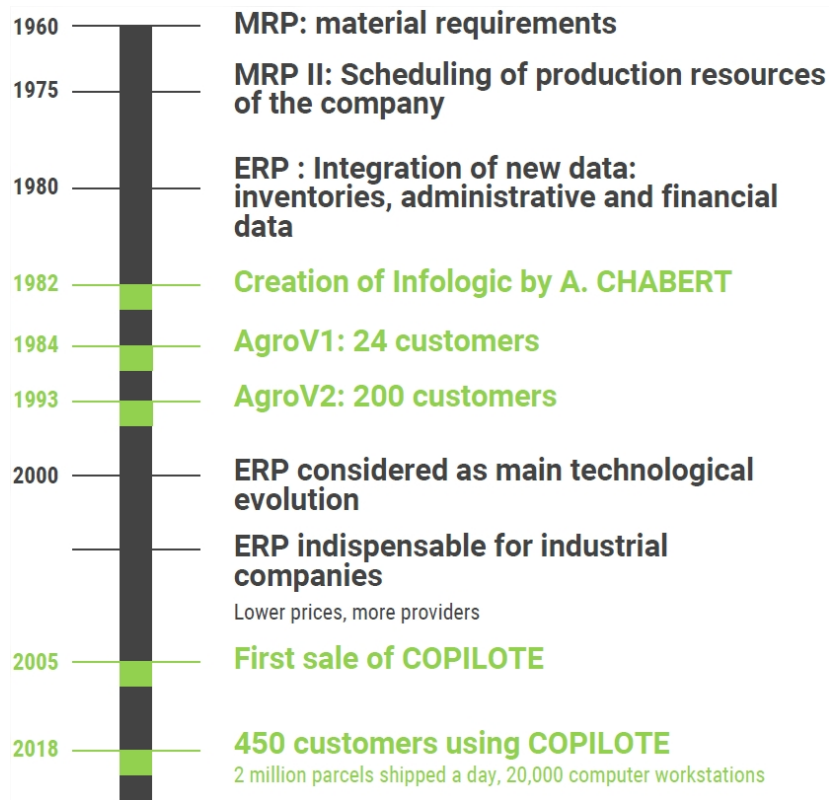 1960
MRP: material requirements
1975
MRP II: Scheduling of production resources
of the company
1980
ERP : Integration of new data:
inventories, administrative and financial
data
1982
Creation of Infologic by A. CHABERT
1984
AgroV1: 24 customers
1993
AgroV2: 200 customers
2000
ERP considered as main technological
evolution
ERP indispensable for industrial
companies
Lower prices, more providers
2005
First sale of COPILOTE
2018
450 customers using COPILOTE
2 million parcels shipped a day, 20,000 computer workstations